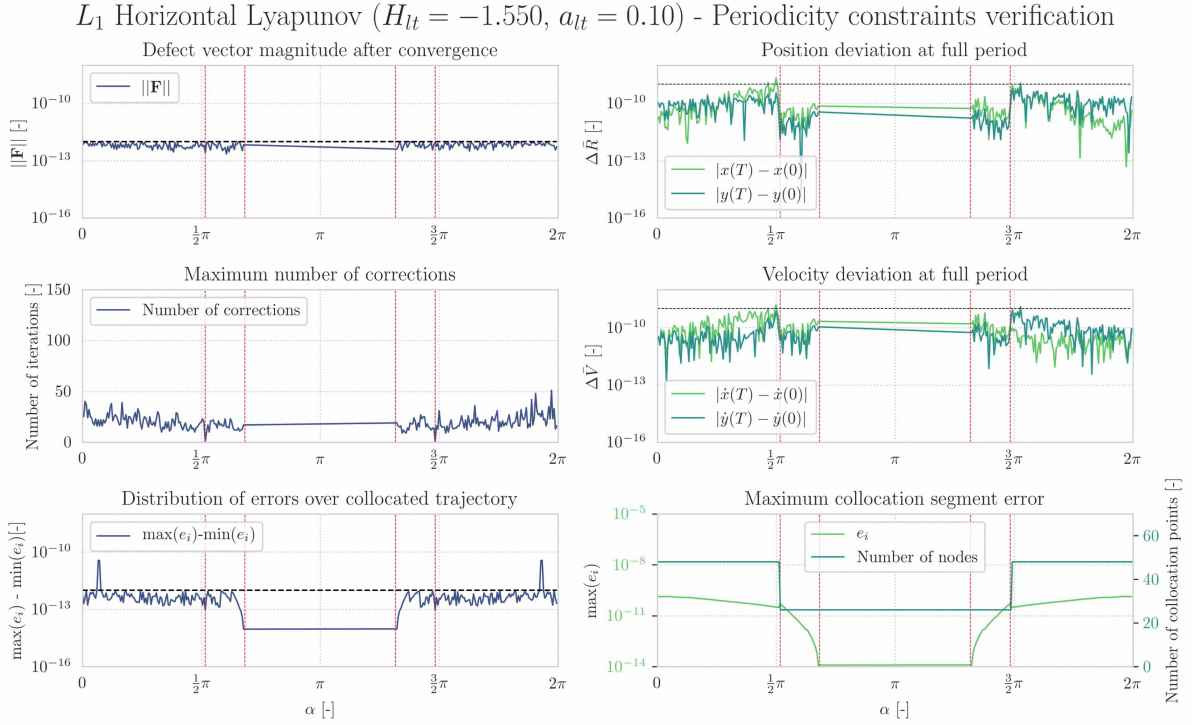 L₁ Horizontal Lyapunov (H_lt = −1.550, a_lt = 0.10) - Periodicity constraints verification
Defect vector magnitude after convergence
||F|| [-]
10⁻¹⁰
10⁻¹³
10⁻¹⁶
||F||
0 ½π π 3/2π 2π
Position deviation at full period
ΔR̄ [-]
10⁻¹⁰
10⁻¹³
10⁻¹⁶
|x(T) − x(0)|
|y(T) − y(0)|
0 ½π π 3/2π 2π
Maximum number of corrections
Number of iterations [-]
150
100
50
0
Number of corrections
0 ½π π 3/2π 2π
Velocity deviation at full period
ΔV̄ [-]
10⁻¹⁰
10⁻¹³
10⁻¹⁶
|ẋ(T) − ẋ(0)|
|ẏ(T) − ẏ(0)|
0 ½π π 3/2π 2π
Distribution of errors over collocated trajectory
max(eᵢ) - min(eᵢ)[-]
10⁻¹⁰
10⁻¹³
10⁻¹⁶
max(eᵢ)-min(eᵢ)
0 ½π π 3/2π 2π
α [-]
Maximum collocation segment error
max(eᵢ)
10⁻⁵
10⁻⁸
10⁻¹¹
10⁻¹⁴
eᵢ
Number of nodes
60
40
20
0
Number of collocation points [-]
0 ½π π 3/2π 2π
α [-]